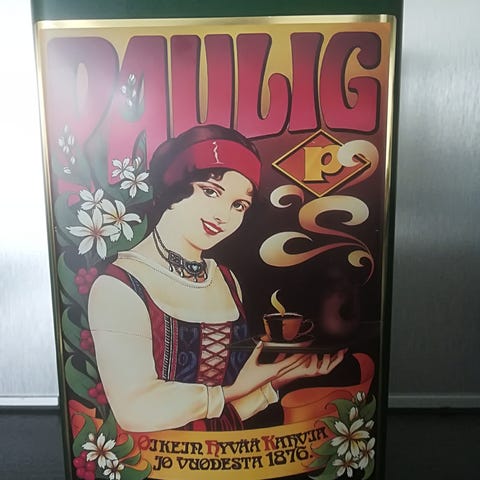 PAULIG
P
OIKEIN HYVÄÄ KAHVIA
JO VUODESTA 1876.